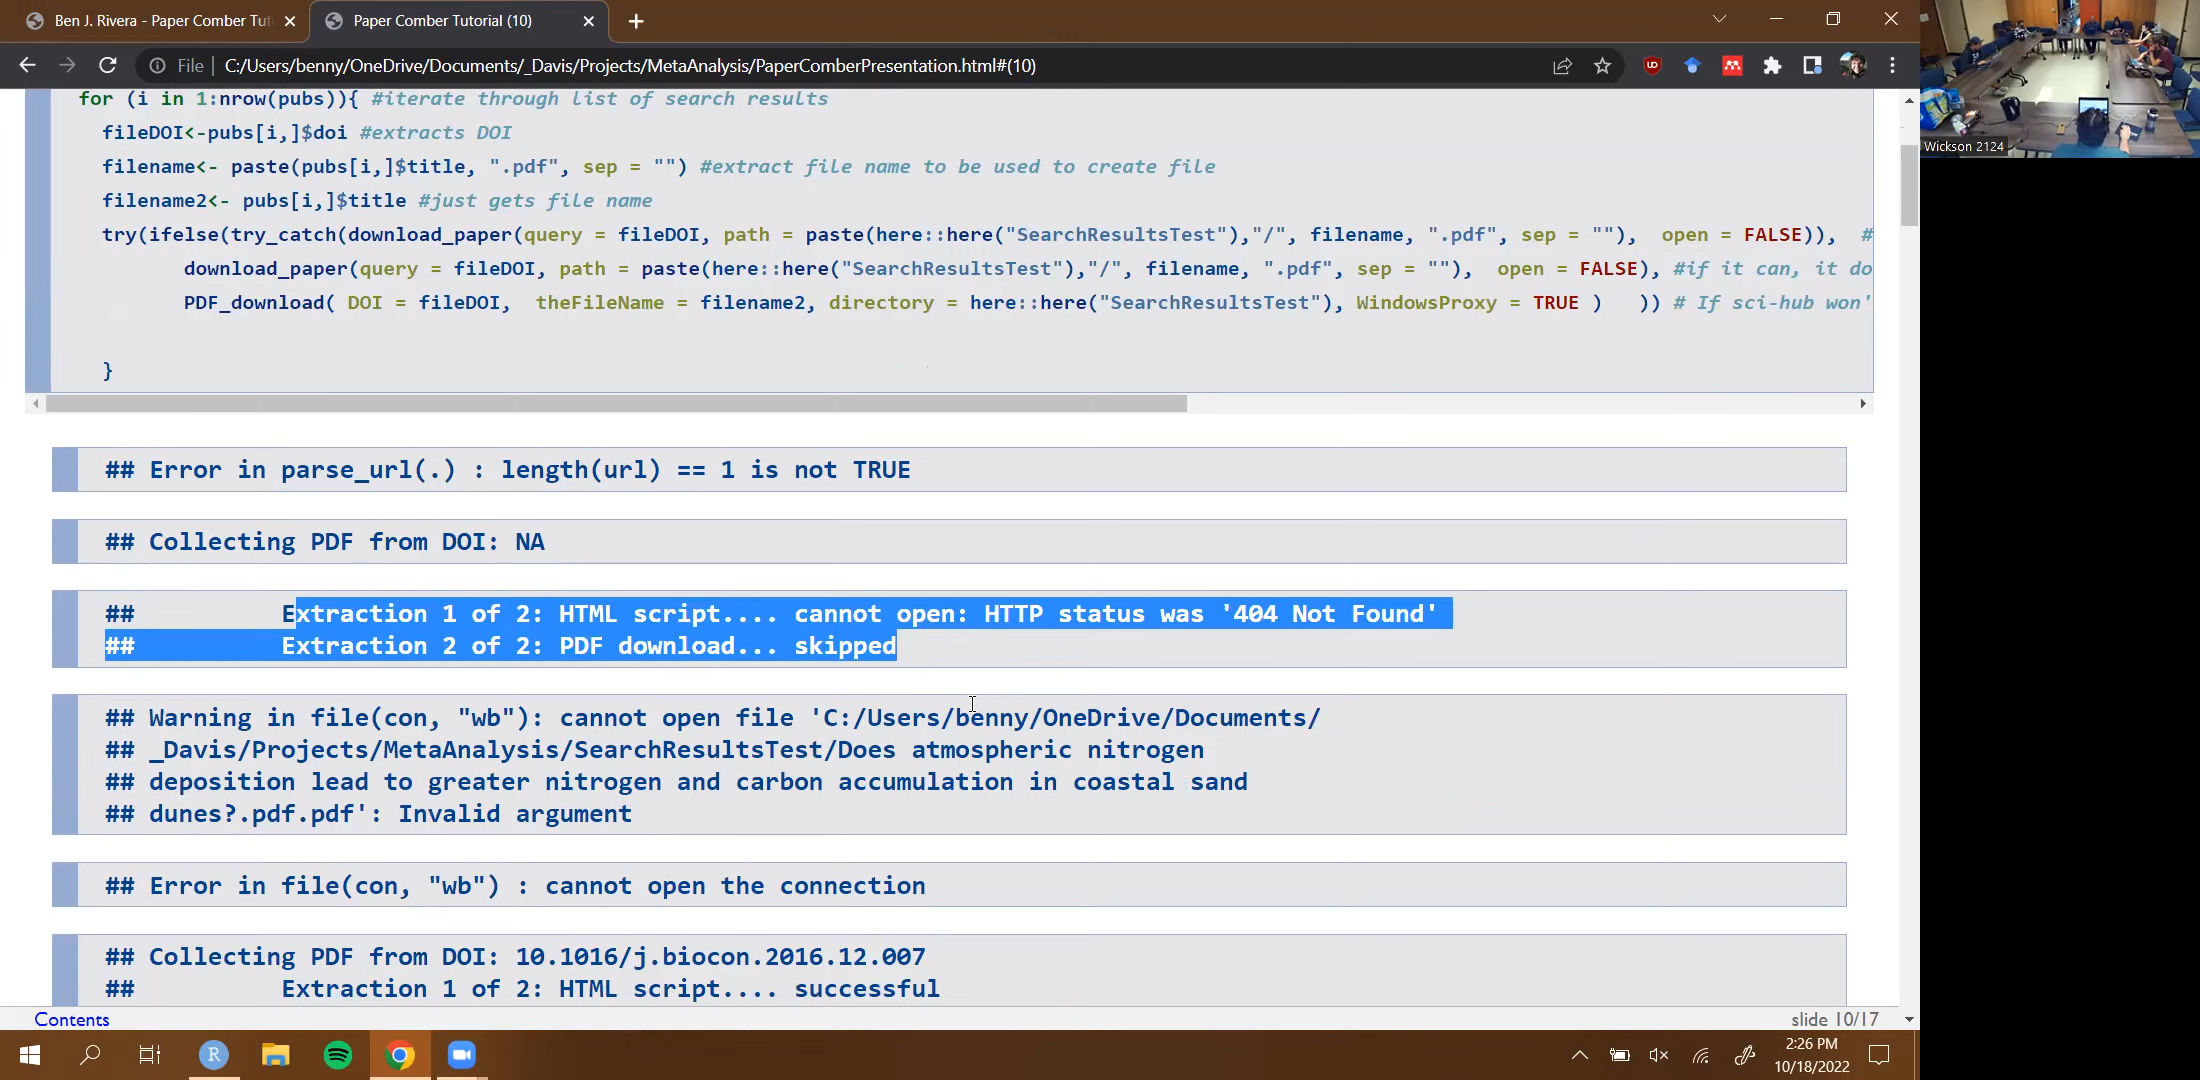 Ben J. Rivera - Paper Comber Tut
Paper Comber Tutorial (10)
File | C:/Users/benny/OneDrive/Documents/_Davis/Projects/MetaAnalysis/PaperComberPresentation.html#(10)
for (i in 1:nrow(pubs)){ #iterate through list of search results
fileDOI<-pubs[i,]$doi #extracts DOI
filename<- paste(pubs[i,]$title, ".pdf", sep = "") #extract file name to be used to create file
filename2<- pubs[i,]$title #just gets file name
try(ifelse(try_catch(download_paper(query = fileDOI, path = paste(here::here("SearchResultsTest"),"/", filename, ".pdf", sep = ""), open = FALSE)), #
download_paper(query = fileDOI, path = paste(here::here("SearchResultsTest"),"/", filename, ".pdf", sep = ""), open = FALSE), #if it can, it do
PDF_download( DOI = fileDOI, theFileName = filename2, directory = here::here("SearchResultsTest"), WindowsProxy = TRUE ) )) # If sci-hub won'
}
## Error in parse_url(.) : length(url) == 1 is not TRUE
## Collecting PDF from DOI: NA
## Extraction 1 of 2: HTML script.... cannot open: HTTP status was '404 Not Found'
## Extraction 2 of 2: PDF download... skipped
## Warning in file(con, "wb"): cannot open file 'C:/Users/benny/OneDrive/Documents/
## _Davis/Projects/MetaAnalysis/SearchResultsTest/Does atmospheric nitrogen
## deposition lead to greater nitrogen and carbon accumulation in coastal sand
## dunes?.pdf.pdf': Invalid argument
## Error in file(con, "wb") : cannot open the connection
## Collecting PDF from DOI: 10.1016/j.biocon.2016.12.007
## Extraction 1 of 2: HTML script.... successful
Contents
slide 10/17
2:26 PM
10/18/2022
Wickson 2124